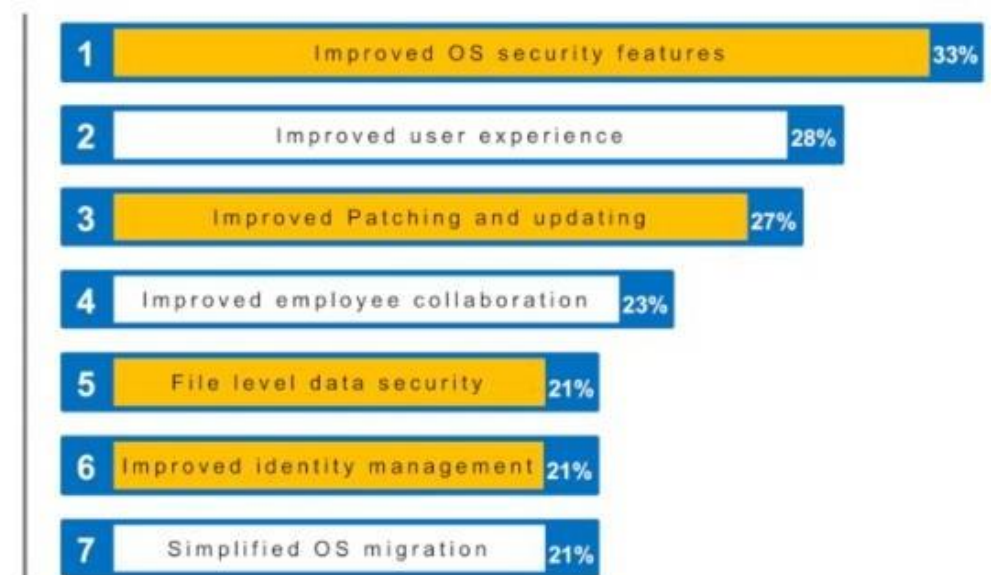 1 Improved OS security features 33%
2 Improved user experience 28%
3 Improved Patching and updating 27%
4 Improved employee collaboration 23%
5 File level data security 21%
6 Improved identity management 21%
7 Simplified OS migration 21%